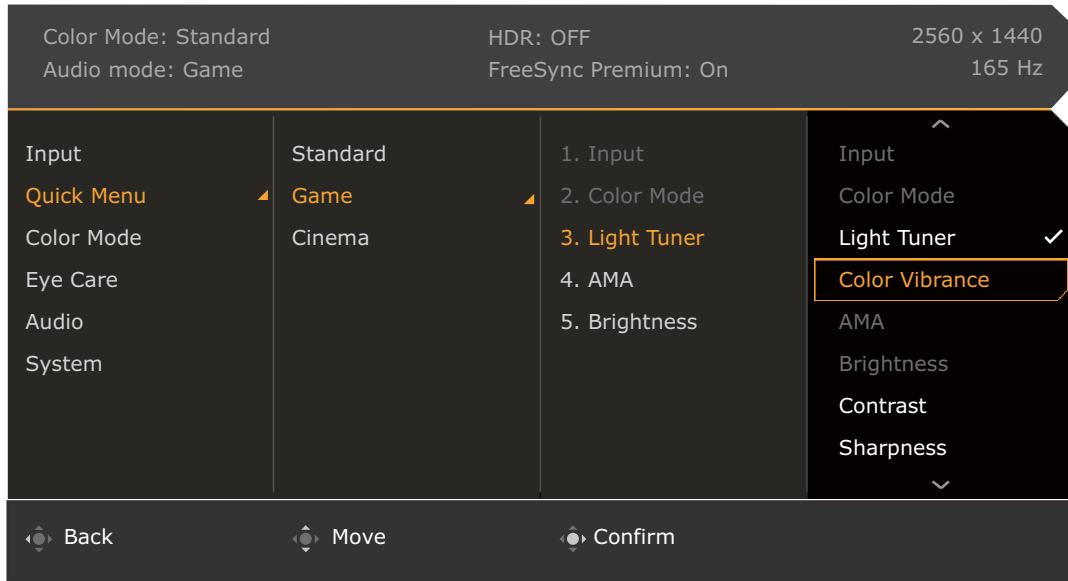 Color Mode: Standard
HDR: OFF
2560 x 1440
Audio mode: Game
FreeSync Premium: On
165 Hz
Input
Quick Menu
Color Mode
Eye Care
Audio
System
Standard
Game
Cinema
1. Input
2. Color Mode
3. Light Tuner
4. AMA
5. Brightness
Input
Color Mode
Light Tuner
Color Vibrance
AMA
Brightness
Contrast
Sharpness
Back
Move
Confirm